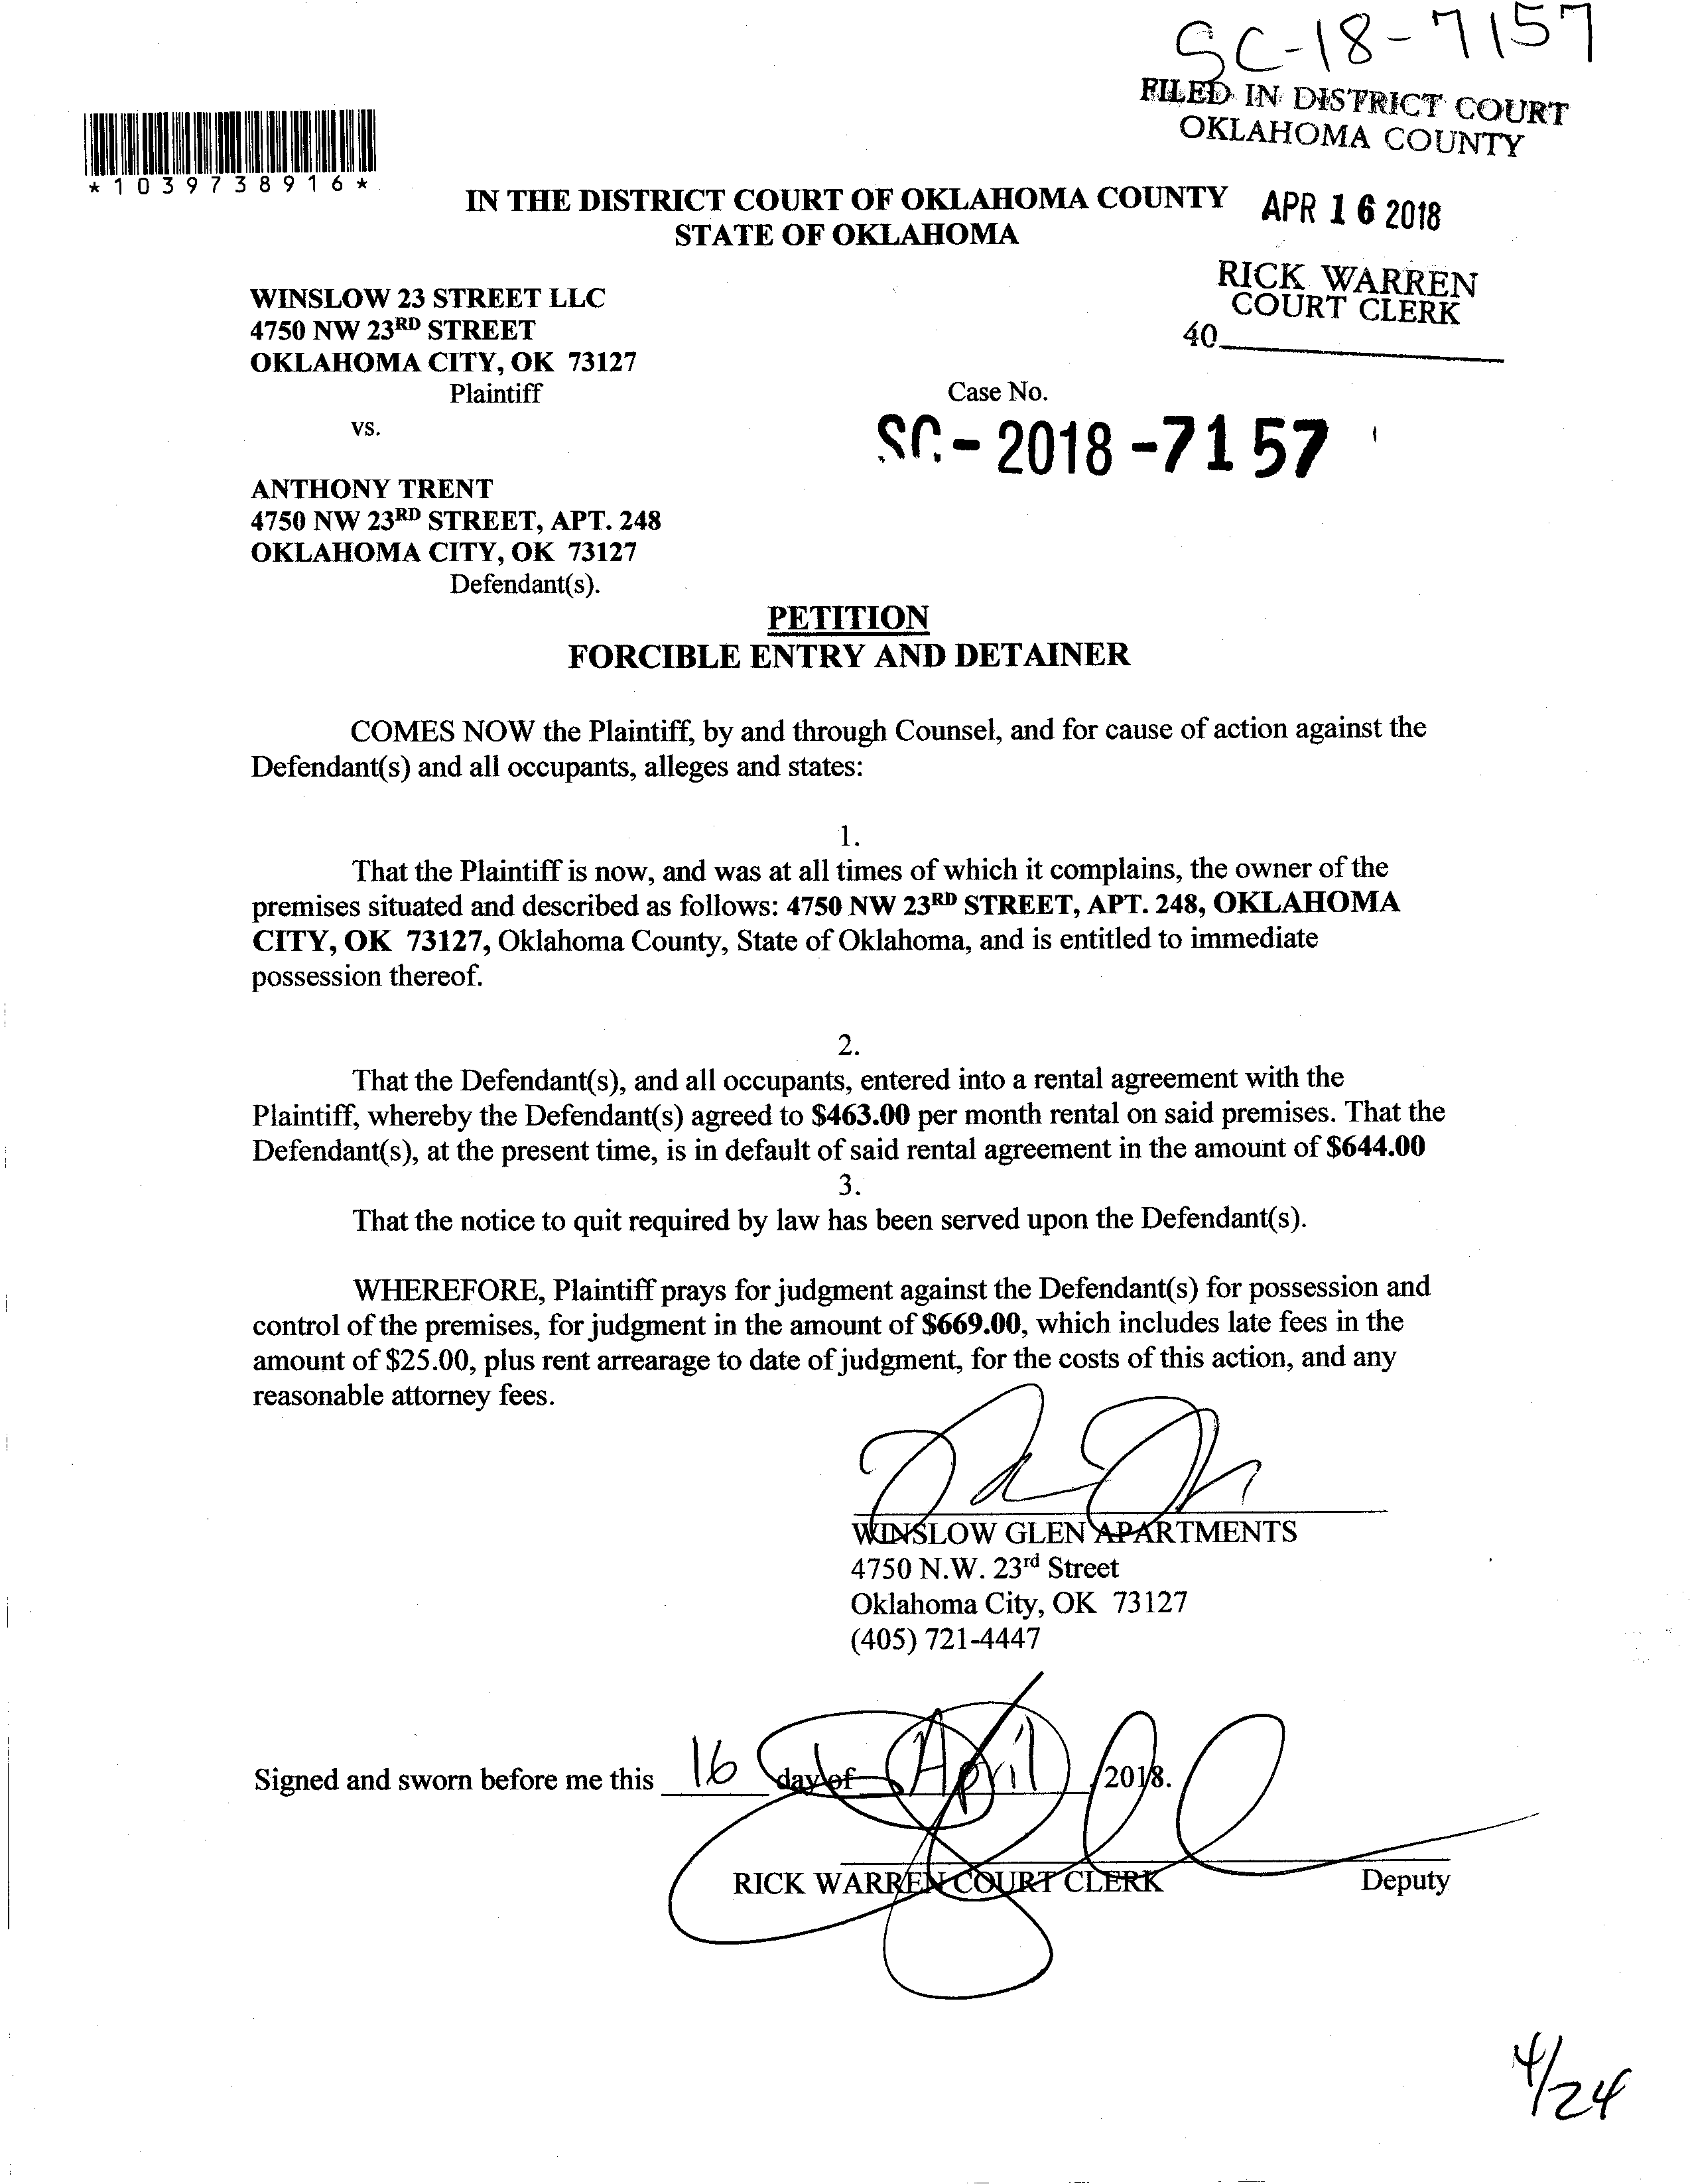 SC-18-7157
FILED IN DISTRICT COURT
OKLAHOMA COUNTY
*1039738916*
IN THE DISTRICT COURT OF OKLAHOMA COUNTY
STATE OF OKLAHOMA
APR 16 2018
RICK WARREN
COURT CLERK
40
WINSLOW 23 STREET LLC
4750 NW 23RD STREET
OKLAHOMA CITY, OK 73127
Plaintiff
Case No.
vs.
SC-2018-7157
ANTHONY TRENT
4750 NW 23RD STREET, APT. 248
OKLAHOMA CITY, OK 73127
Defendant(s).
PETITION
FORCIBLE ENTRY AND DETAINER
COMES NOW the Plaintiff, by and through Counsel, and for cause of action against the
Defendant(s) and all occupants, alleges and states:
1.
That the Plaintiff is now, and was at all times of which it complains, the owner of the
premises situated and described as follows: 4750 NW 23RD STREET, APT. 248, OKLAHOMA
CITY, OK 73127, Oklahoma County, State of Oklahoma, and is entitled to immediate
possession thereof.
2.
That the Defendant(s), and all occupants, entered into a rental agreement with the
Plaintiff, whereby the Defendant(s) agreed to $463.00 per month rental on said premises. That the
Defendant(s), at the present time, is in default of said rental agreement in the amount of $644.00
3.
That the notice to quit required by law has been served upon the Defendant(s).
WHEREFORE, Plaintiff prays for judgment against the Defendant(s) for possession and
control of the premises, for judgment in the amount of $669.00, which includes late fees in the
amount of $25.00, plus rent arrearage to date of judgment, for the costs of this action, and any
reasonable attorney fees.
WINSLOW GLEN APARTMENTS
4750 N.W. 23rd Street
Oklahoma City, OK 73127
(405) 721-4447
Signed and sworn before me this 16 day of April, 2018.
RICK WARREN COURT CLERK Deputy
4/24